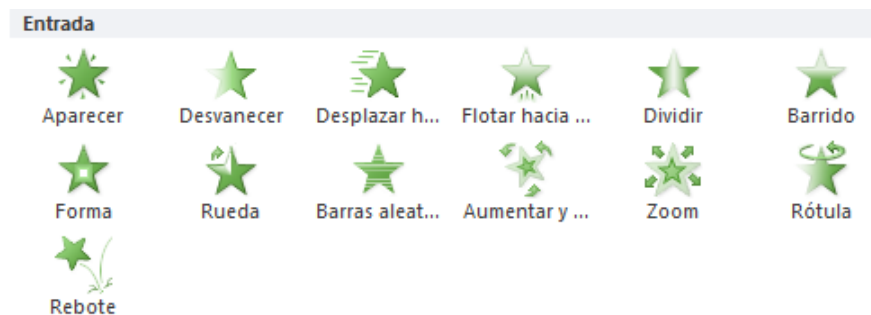 Entrada
Aparecer Desvanecer Desplazar h... Flotar hacia ... Dividir Barrido
Forma Rueda Barras aleat... Aumentar y ... Zoom Rótula
Rebote